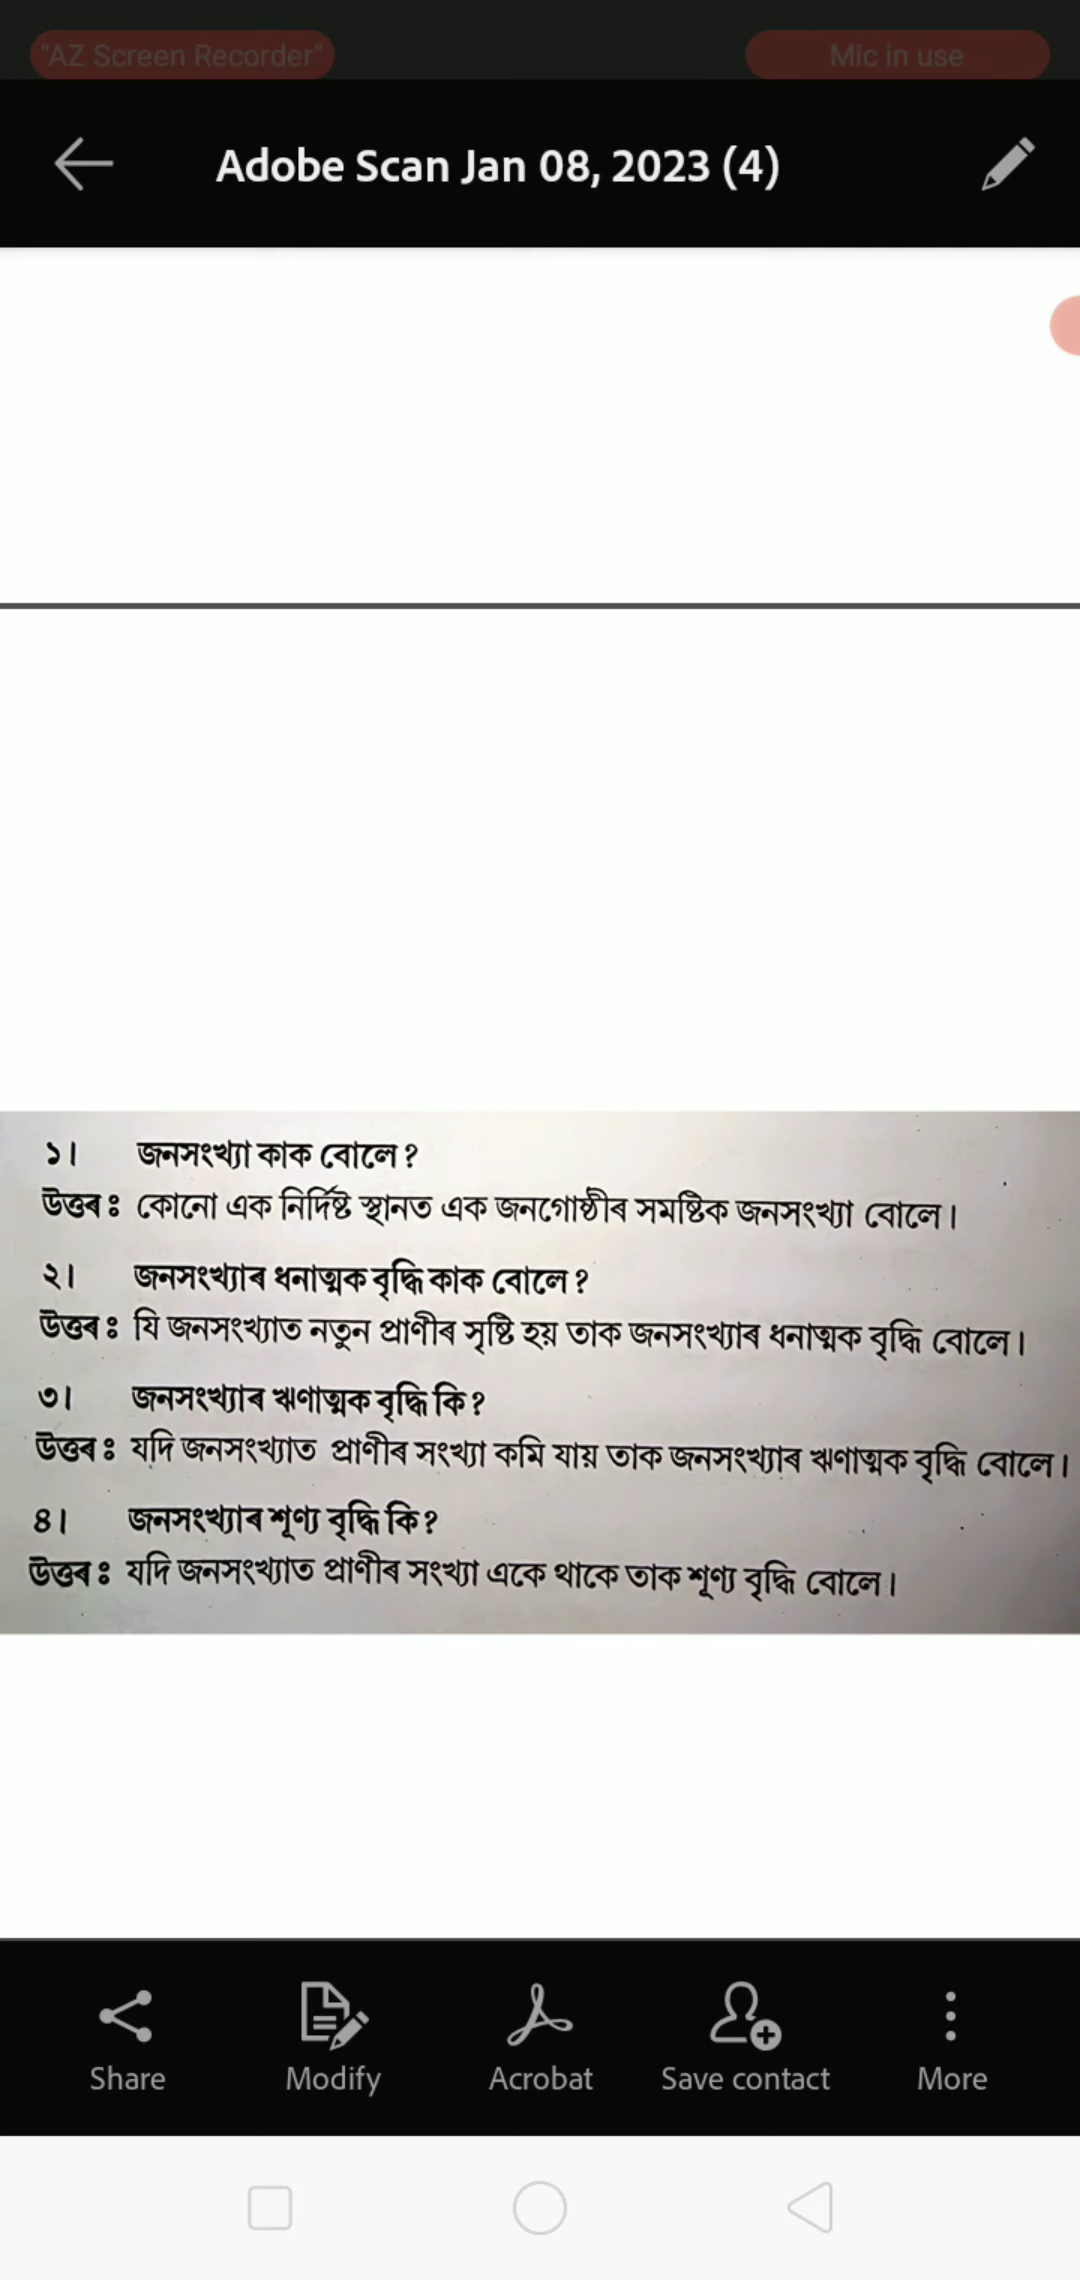 "AZ Screen Recorder"
Mic in use
Adobe Scan Jan 08, 2023 (4)
১। জনসংখ্যা কাক বোলে ?
উত্তৰ ঃ কোনো এক নিৰ্দিষ্ট স্থানত এক জনগোষ্ঠীৰ সমষ্টিক জনসংখ্যা বোলে।
২। জনসংখ্যাৰ ধনাত্মক বৃদ্ধি কাক বোলে ?
উত্তৰ ঃ যি জনসংখ্যাত নতুন প্ৰাণীৰ সৃষ্টি হয় তাক জনসংখ্যাৰ ধনাত্মক বৃদ্ধি বোলে।
৩। জনসংখ্যাৰ ঋণাত্মক বৃদ্ধি কি ?
উত্তৰ ঃ যদি জনসংখ্যাত প্ৰাণীৰ সংখ্যা কমি যায় তাক জনসংখ্যাৰ ঋণাত্মক বৃদ্ধি বোলে।
৪। জনসংখ্যাৰ শূণ্য বৃদ্ধি কি ?
উত্তৰ ঃ যদি জনসংখ্যাত প্ৰাণীৰ সংখ্যা একে থাকে তাক শূণ্য বৃদ্ধি বোলে।
Share Modify Acrobat Save contact More